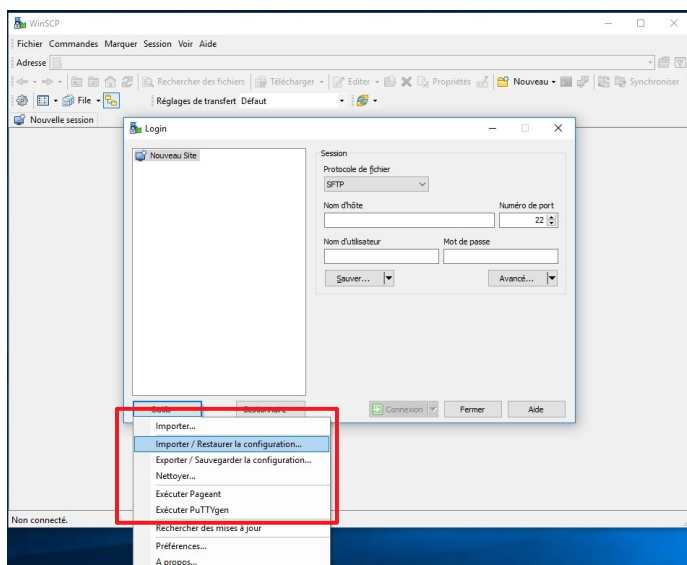 WinSCP
Fichier Commandes Marquer Session Voir Aide
Adresse
Rechercher des fichiers Télécharger Editer Propriétés Nouveau Synchroniser
File Réglages de transfert Défaut
Nouvelle session
Login
Nouveau Site
Session
Protocole de fichier
SFTP
Nom d'hôte Numéro de port
22
Nom d'utilisateur Mot de passe
Sauver... Avancé...
Outils Gestionnaire Connexion Fermer Aide
Importer...
Importer / Restaurer la configuration...
Exporter / Sauvegarder la configuration...
Nettoyer...
Exécuter Pageant
Exécuter PuTTYgen
Non connecté.
Rechercher des mises à jour
Préférences...
A propos...